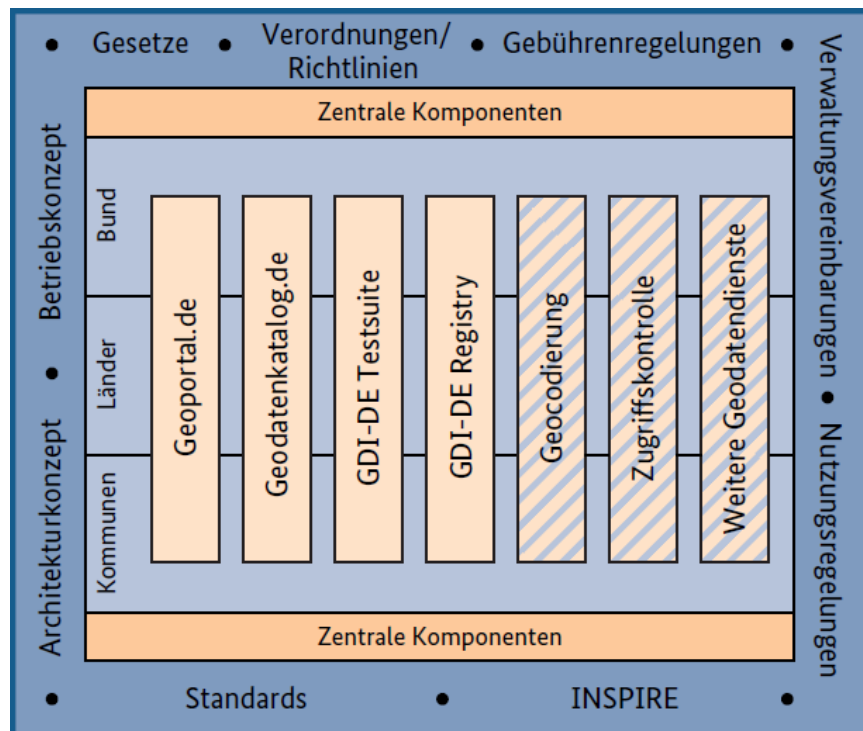 Gesetze
Verordnungen/
Richtlinien
Gebührenregelungen
Verwaltungsvereinbarungen
Nutzungsregelungen
Betriebskonzept
Architekturkonzept
Zentrale Komponenten
Bund
Länder
Kommunen
Geoportal.de
Geodatenkatalog.de
GDI-DE Testsuite
GDI-DE Registry
Geocodierung
Zugriffskontrolle
Weitere Geodatendienste
Zentrale Komponenten
Standards
INSPIRE